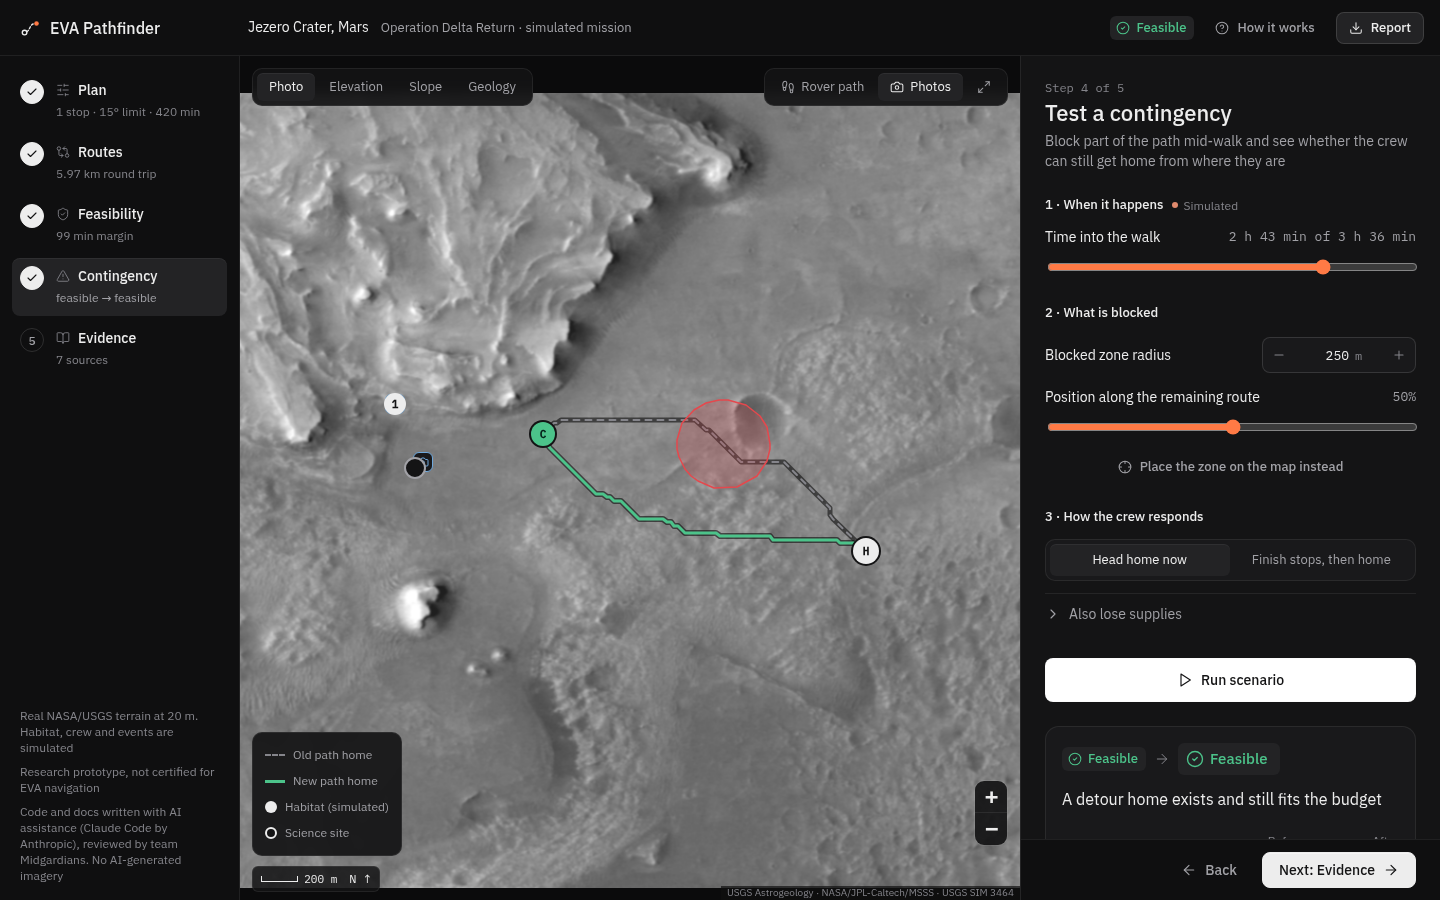 EVA Pathfinder
Jezero Crater, Mars
Operation Delta Return · simulated mission
Feasible
How it works
Report
Plan
1 stop · 15° limit · 420 min
Routes
5.97 km round trip
Feasibility
99 min margin
Contingency
feasible → feasible
5
Evidence
7 sources
Real NASA/USGS terrain at 20 m.
Habitat, crew and events are
simulated
Research prototype, not certified for
EVA navigation
Code and docs written with AI
assistance (Claude Code by
Anthropic), reviewed by team
Midgardians. No AI-generated
imagery
Photo
Elevation
Slope
Geology
Rover path
Photos
1
C
H
Old path home
New path home
Habitat (simulated)
Science site
200 m N ↑
+
−
USGS Astrogeology · NASA/JPL-Caltech/MSSS · USGS SIM 3464
Step 4 of 5
Test a contingency
Block part of the path mid-walk and see whether the crew
can still get home from where they are
1 · When it happens
Simulated
Time into the walk
2 h 43 min of 3 h 36 min
2 · What is blocked
Blocked zone radius
− 250 m +
Position along the remaining route
50%
Place the zone on the map instead
3 · How the crew responds
Head home now
Finish stops, then home
Also lose supplies
Run scenario
Feasible → Feasible
A detour home exists and still fits the budget
← Back
Next: Evidence →